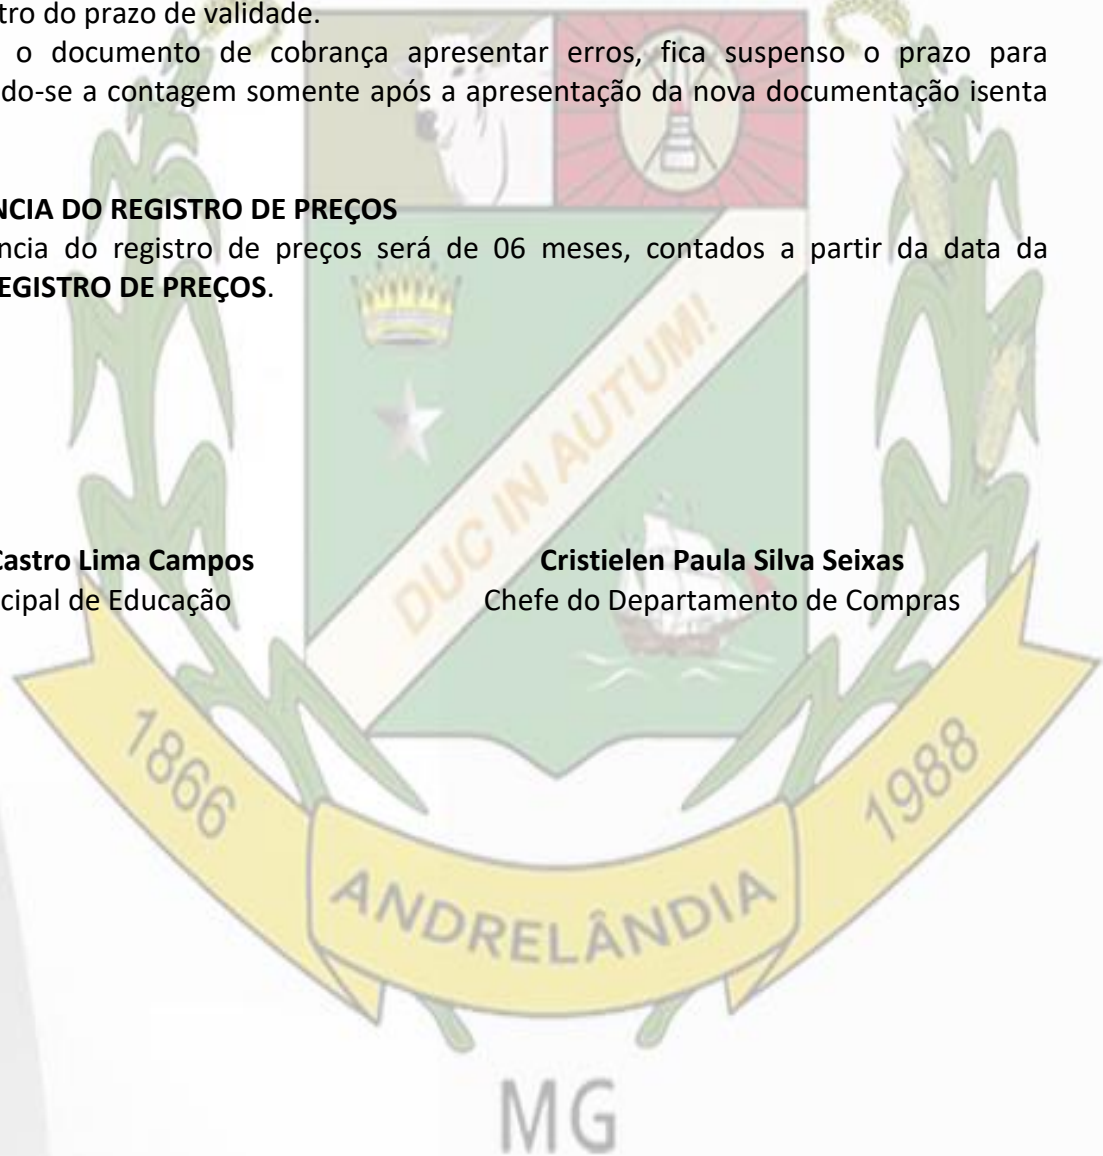 tro do prazo de validade.
o documento de cobrança apresentar erros, fica suspenso o prazo para
do-se a contagem somente após a apresentação da nova documentação isenta
NCIA DO REGISTRO DE PREÇOS
ncia do registro de preços será de 06 meses, contados a partir da data da
EGISTRO DE PREÇOS.
Castro Lima Campos
cipal de Educação
Cristielen Paula Silva Seixas
Chefe do Departamento de Compras
DUC IN AUTUM!
1866
ANDRELÂNDIA
1988
MG